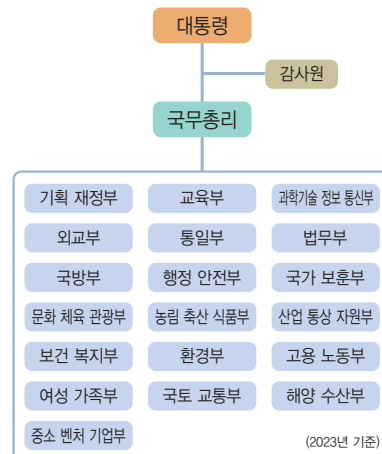 대통령
감사원
국무총리
기획 재정부
교육부
과학기술 정보 통신부
외교부
통일부
법무부
국방부
행정 안전부
국가 보훈부
문화 체육 관광부
농림 축산 식품부
산업 통상 자원부
보건 복지부
환경부
고용 노동부
여성 가족부
국토 교통부
해양 수산부
중소 벤처 기업부
(2023년 기준)